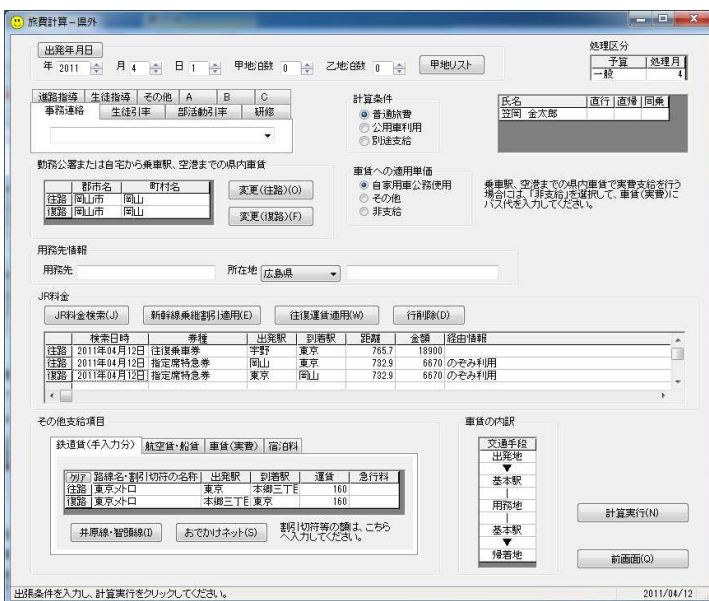 旅費計算－県外
出発年月日
年 2011 月 4 日 1 甲地泊数 0 乙地泊数 0 甲地リスト
処理区分
予算 処理月
一般 4
進路指導 生徒指導 その他 A B C
事務連絡 生徒引率 部活動引率 研修
計算条件
普通旅費
公用車利用
別途支給
氏名 直行 直帰 同乗
笠岡 金太郎
勤務公署または自宅から乗車駅、空港までの県内車賃
郡市名 町村名
往路 岡山市 岡山
復路 岡山市 岡山
変更(往路)(O)
変更(復路)(F)
車賃への適用単価
自家用車公務使用
その他
非支給
乗車駅、空港までの県内車賃で実費支給を行う
場合には、「非支給」を選択して、車賃(実費)に
バス代を入力してください。
用務先情報
用務先 所在地 広島県
JR料金
JR料金検索(J) 新幹線乗継割引適用(E) 往復運賃適用(W) 行削除(D)
検索日時 券種 出発駅 到着駅 距離 金額 経由情報
往路 2011年04月12日 往復乗車券 宇野 東京 765.7 18900
往路 2011年04月12日 指定席特急券 岡山 東京 732.9 6670 のぞみ利用
復路 2011年04月12日 指定席特急券 東京 岡山 732.9 6670 のぞみ利用
その他支給項目
鉄道賃(手入力分) 航空賃・船賃 車賃(実費) 宿泊料
クリア 路線名・割引切符の名称 出発駅 到着駅 運賃 急行料
往路 東京メトロ 東京 本郷三丁目 160
復路 東京メトロ 本郷三丁目 東京 160
井原線・智頭線(I) おでかけネット(S)
割引切符等の額は、こちら
へ入力してください。
車賃の内訳
交通手段
出発地
▼
基本駅
|
用務地
|
基本駅
▼
帰着地
計算実行(N)
前画面(Q)
出張条件を入力し、計算実行をクリックしてください。 2011/04/12